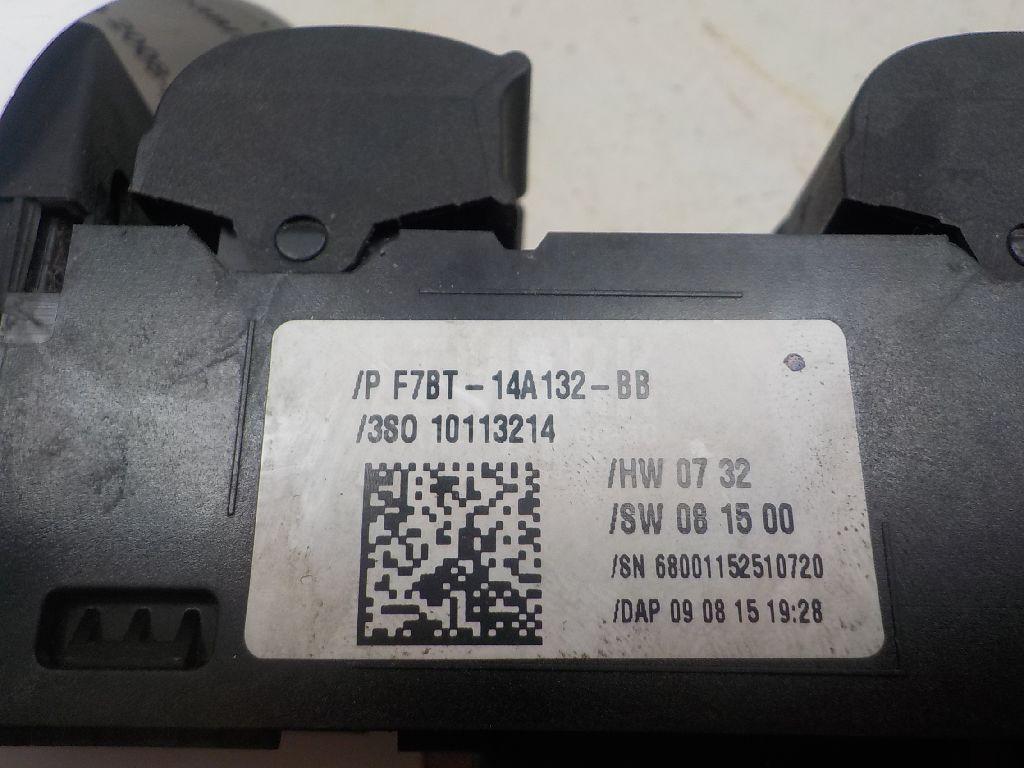 /P F7BT-14A132-BB
/3SO 10113214
/HW 07 32
/SW 08 15 00
/SN 68001152510720
/DAP 09 08 15 19:28